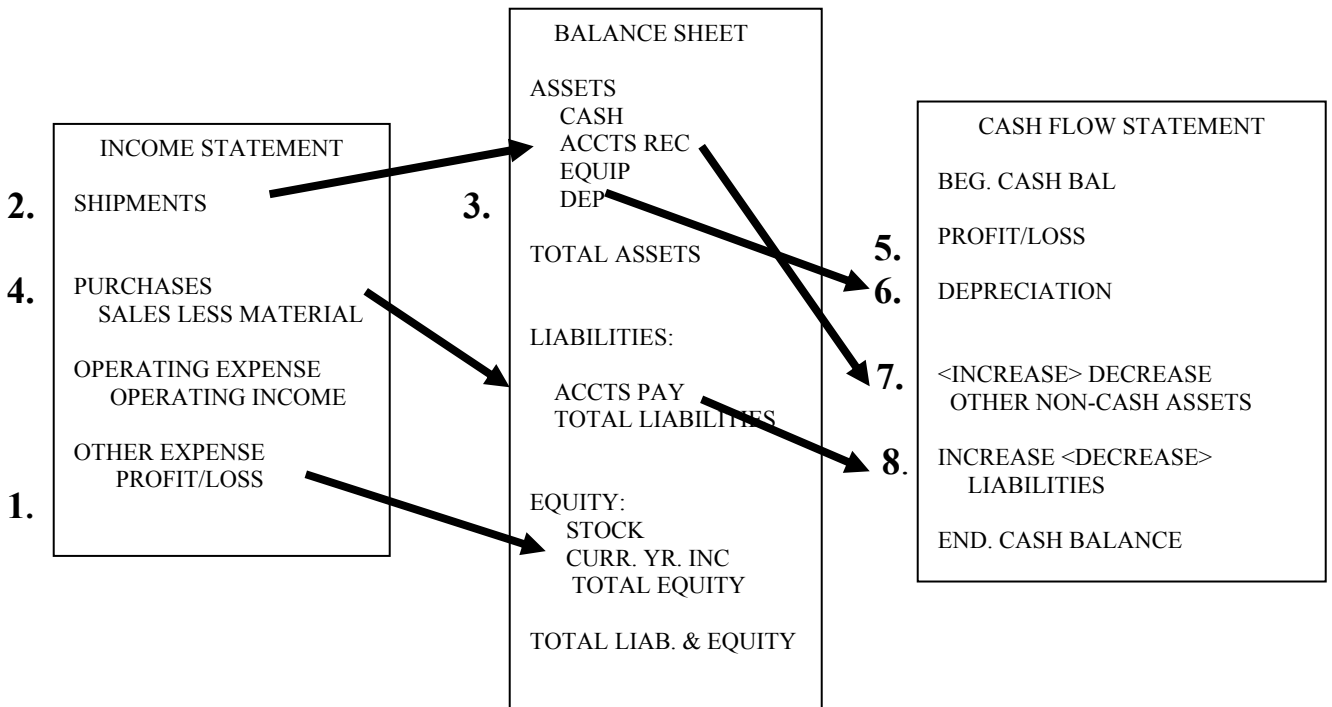 INCOME STATEMENT
2. SHIPMENTS
4. PURCHASES
SALES LESS MATERIAL
OPERATING EXPENSE
OPERATING INCOME
OTHER EXPENSE
PROFIT/LOSS
1.
BALANCE SHEET
ASSETS
CASH
ACCTS REC
EQUIP
3. DEP
TOTAL ASSETS
LIABILITIES:
ACCTS PAY
TOTAL LIABILITIES
EQUITY:
STOCK
CURR. YR. INC
TOTAL EQUITY
TOTAL LIAB. & EQUITY
CASH FLOW STATEMENT
BEG. CASH BAL
5. PROFIT/LOSS
6. DEPRECIATION
7. <INCREASE> DECREASE
OTHER NON-CASH ASSETS
8. INCREASE <DECREASE>
LIABILITIES
END. CASH BALANCE